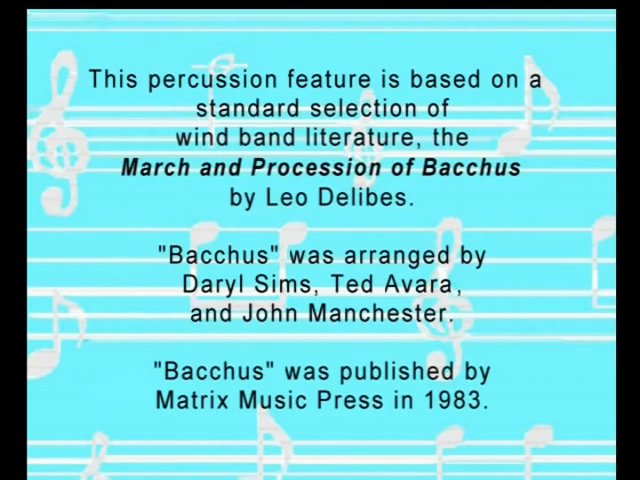 This percussion feature is based on a
standard selection of
wind band literature, the
March and Procession of Bacchus
by Leo Delibes.
"Bacchus" was arranged by
Daryl Sims, Ted Avara,
and John Manchester.
"Bacchus" was published by
Matrix Music Press in 1983.